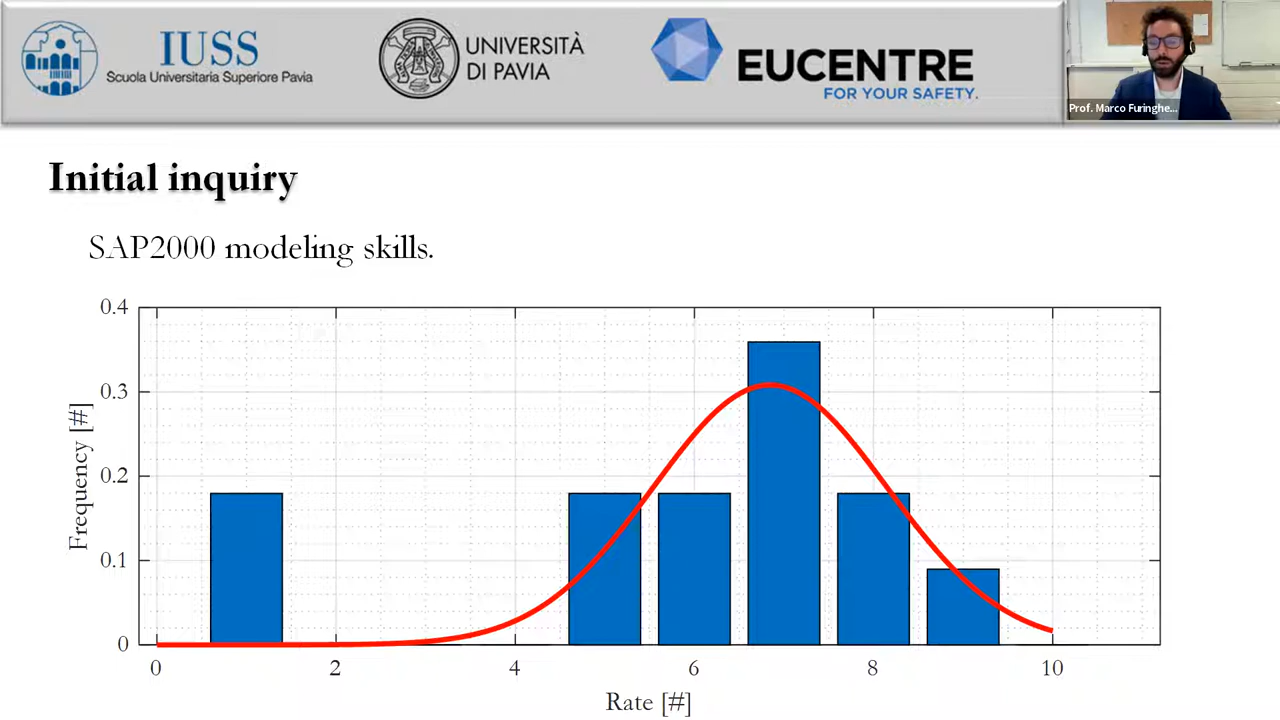 IUSS
Scuola Universitaria Superiore Pavia
UNIVERSITÀ
DI PAVIA
EUCENTRE
FOR YOUR SAFETY.
Prof. Marco Furinghe...
Initial inquiry
SAP2000 modeling skills.
0.4
0.3
0.2
0.1
0
Frequency [#]
0 2 4 6 8 10
Rate [#]